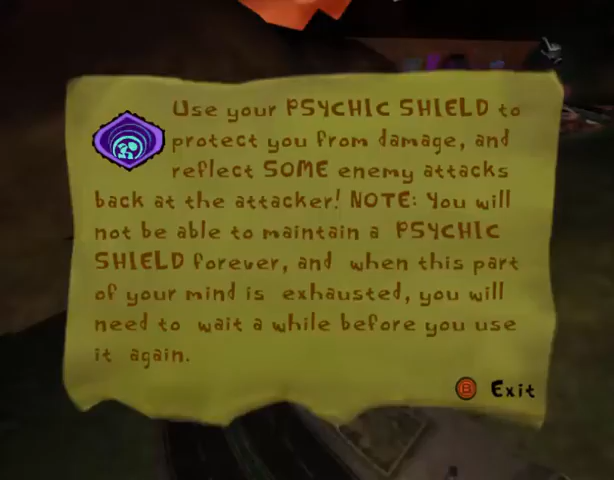 Use your PSYCHIC SHIELD to
protect you from damage, and
reflect SOME enemy attacks
back at the attacker! NOTE: You will
not be able to maintain a PSYCHIC
SHIELD forever, and when this part
of your mind is exhausted, you will
need to wait a while before you use
it again.
B Exit